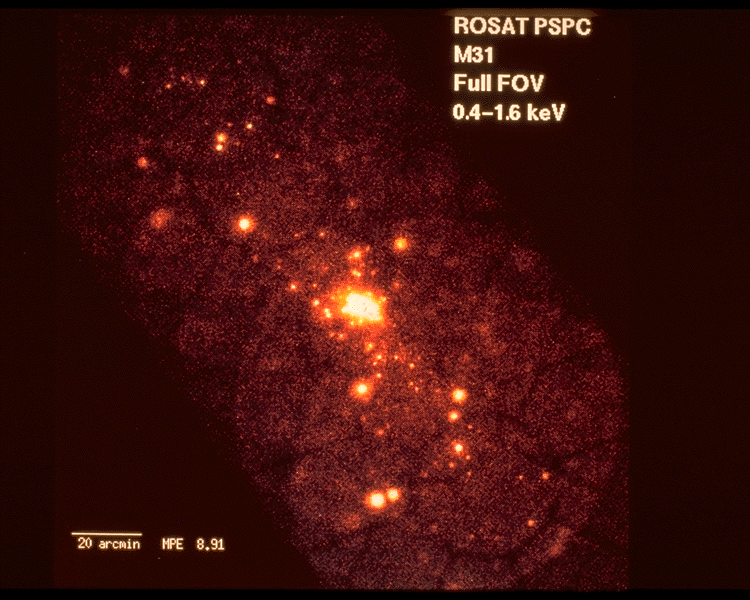 ROSAT PSPC
M31
Full FOV
0.4–1.6 keV
20 arcmin MPE 8.91